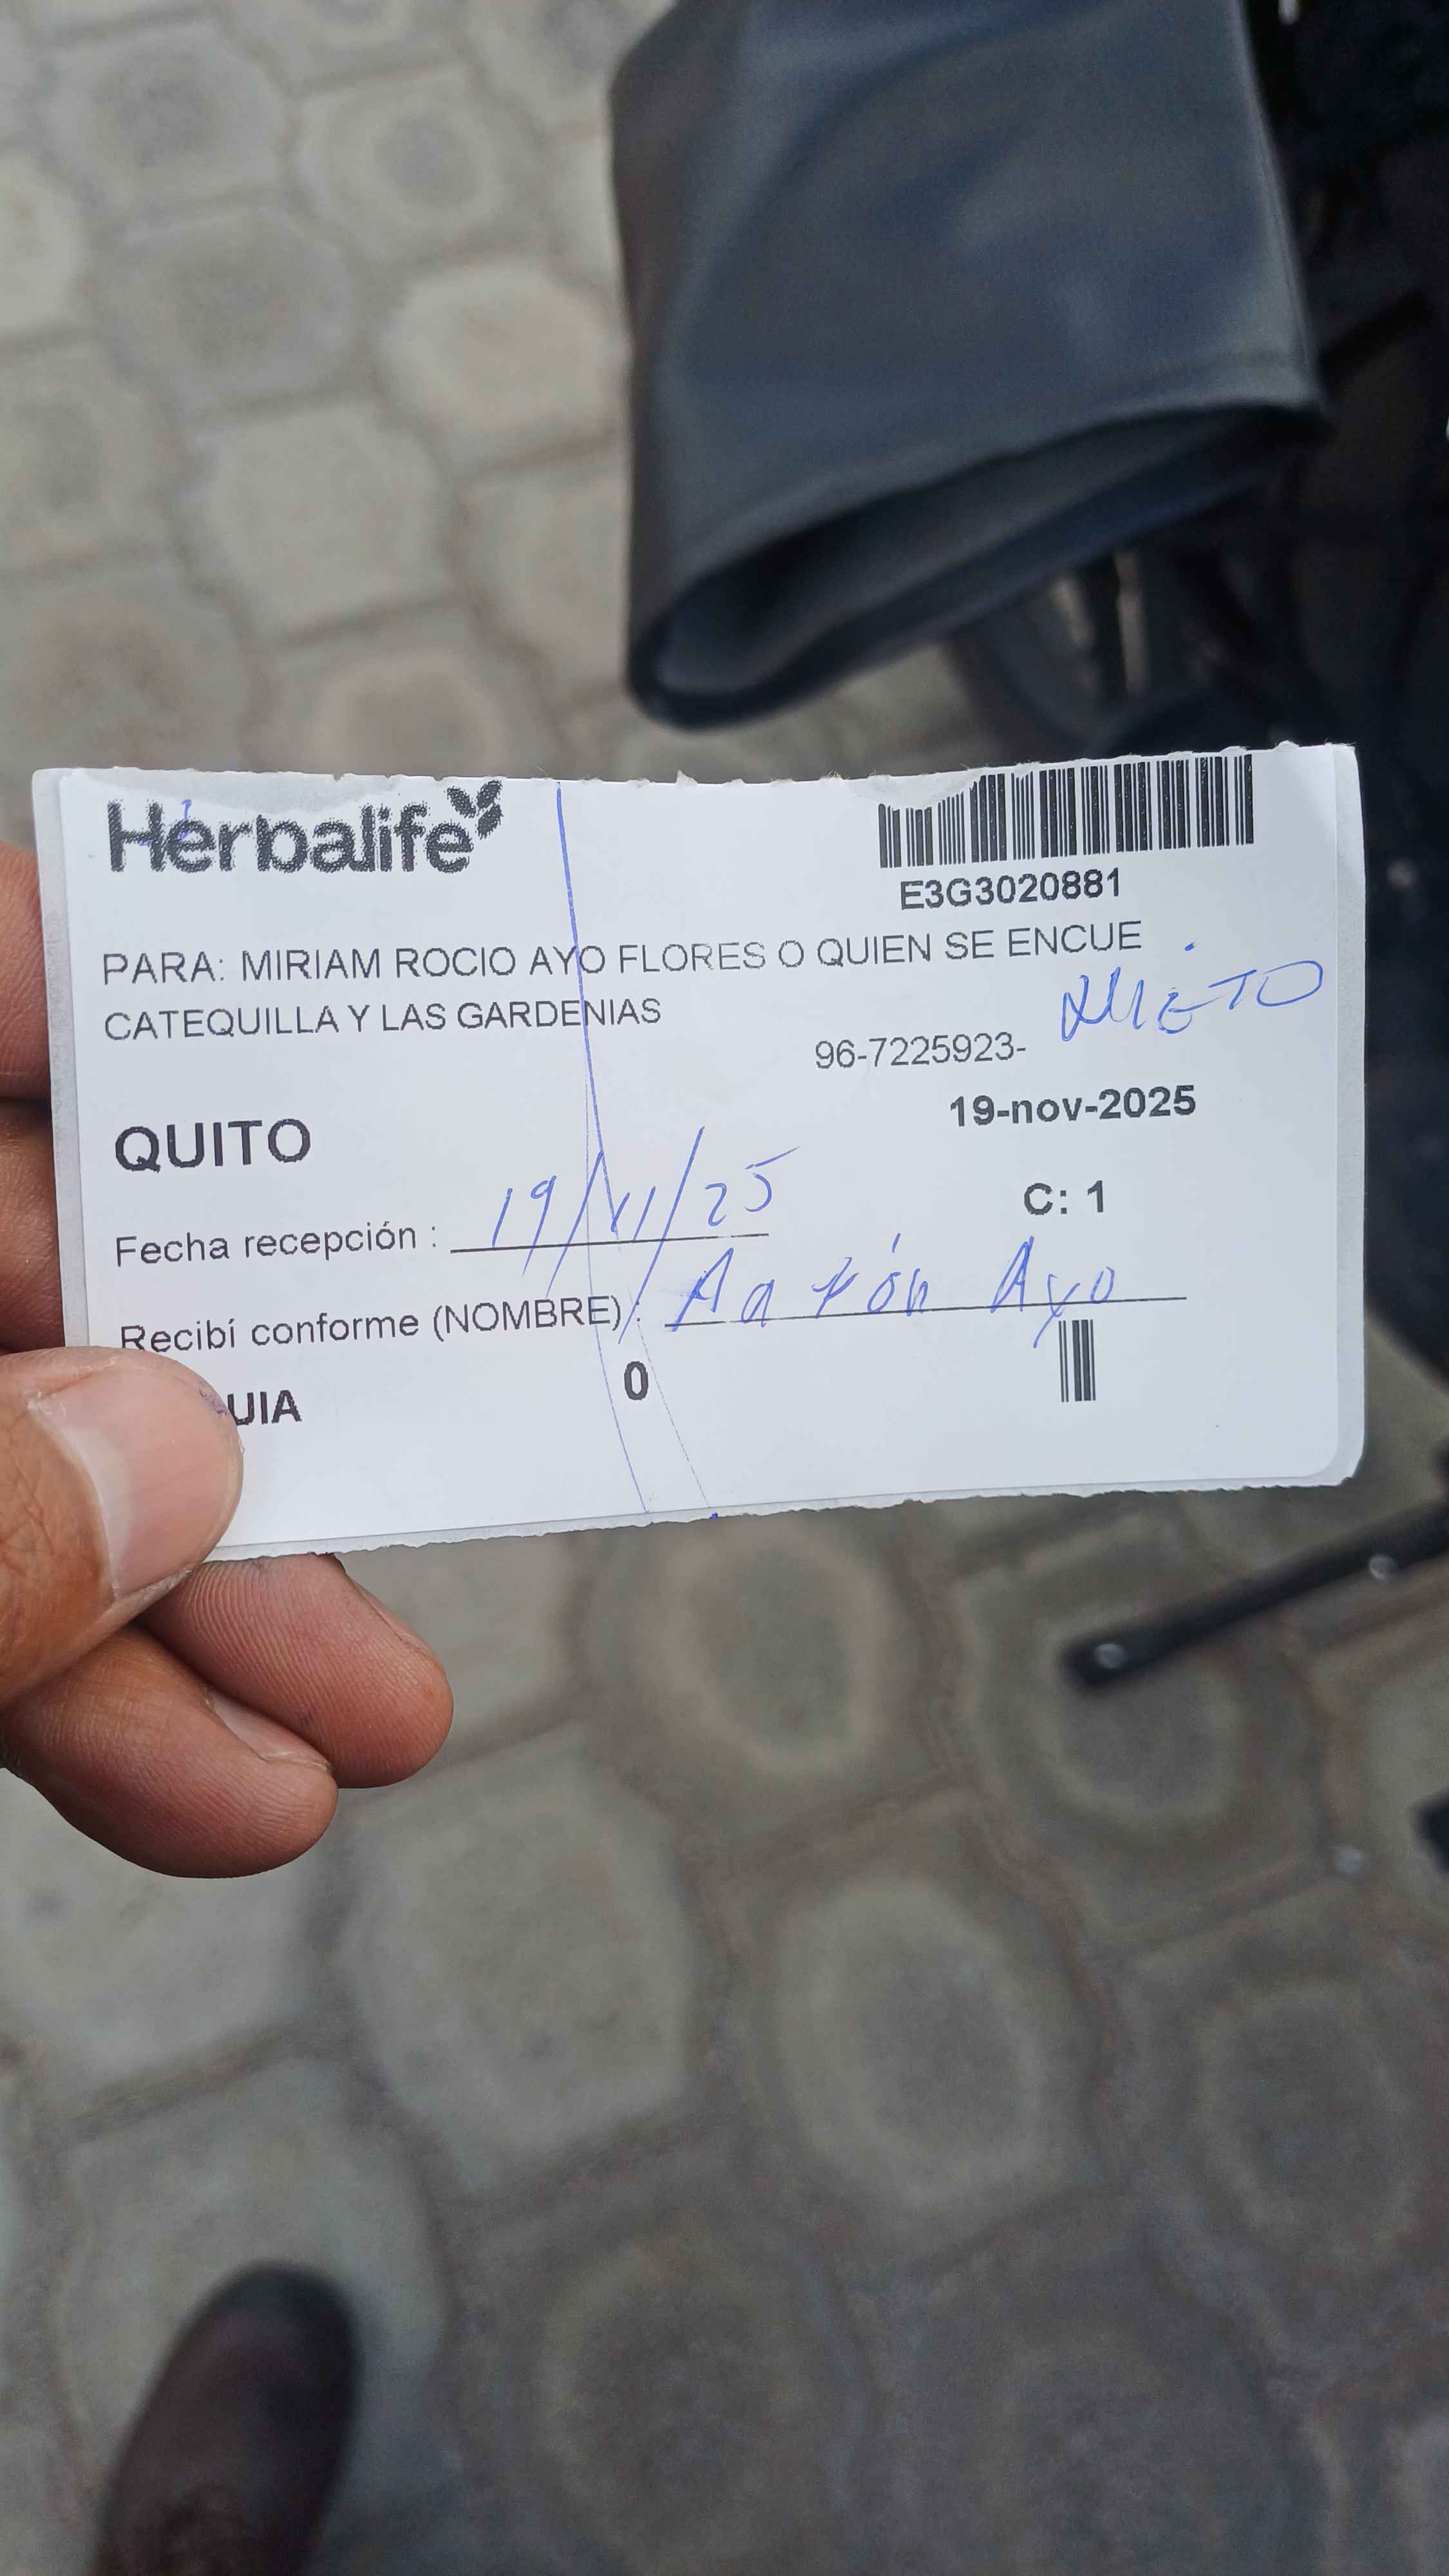 Herbalife
E3G3020881
PARA: MIRIAM ROCIO AYO FLORES O QUIEN SE ENCUE
CATEQUILLA Y LAS GARDENIAS
96-7225923-
19-nov-2025
QUITO
C: 1
Fecha recepción : 19/11/25
Recibí conforme (NOMBRE) : Aarón Ayo
UIA
0